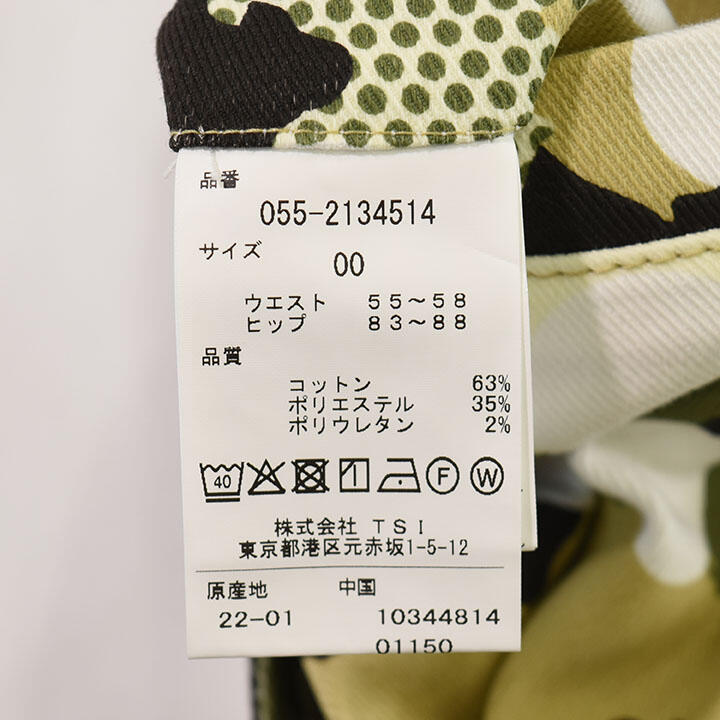 品番
055-2134514
サイズ
00
ウエスト 55～58
ヒップ 83～88
品質
コットン 63%
ポリエステル 35%
ポリウレタン 2%
40 F W
株式会社 TSI
東京都港区元赤坂1-5-12
原産地 中国
22-01 10344814
01150